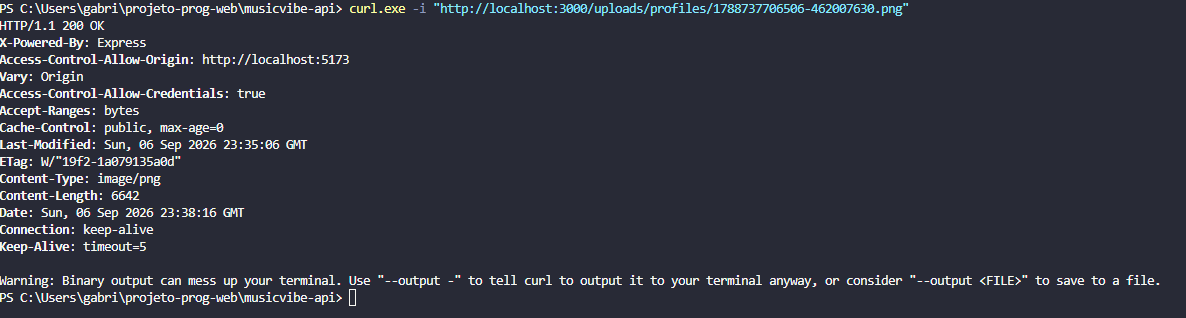 PS C:\Users\gabri\projeto-prog-web\musicvibe-api> curl.exe -i "http://localhost:3000/uploads/profiles/1788737706506-462007630.png"
HTTP/1.1 200 OK
X-Powered-By: Express
Access-Control-Allow-Origin: http://localhost:5173
Vary: Origin
Access-Control-Allow-Credentials: true
Accept-Ranges: bytes
Cache-Control: public, max-age=0
Last-Modified: Sun, 06 Sep 2026 23:35:06 GMT
ETag: W/"19f2-1a079135a0d"
Content-Type: image/png
Content-Length: 6642
Date: Sun, 06 Sep 2026 23:38:16 GMT
Connection: keep-alive
Keep-Alive: timeout=5
Warning: Binary output can mess up your terminal. Use "--output -" to tell curl to output it to your terminal anyway, or consider "--output <FILE>" to save to a file.
PS C:\Users\gabri\projeto-prog-web\musicvibe-api>